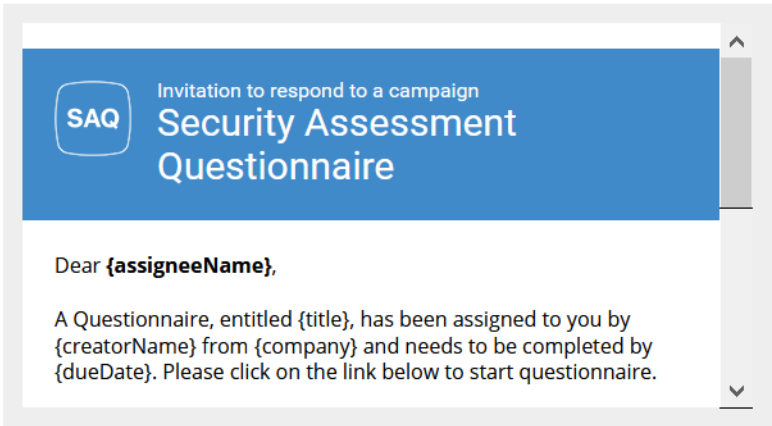 SAQ
Invitation to respond to a campaign
Security Assessment
Questionnaire
Dear {assigneeName},
A Questionnaire, entitled {title}, has been assigned to you by
{creatorName} from {company} and needs to be completed by
{dueDate}. Please click on the link below to start questionnaire.